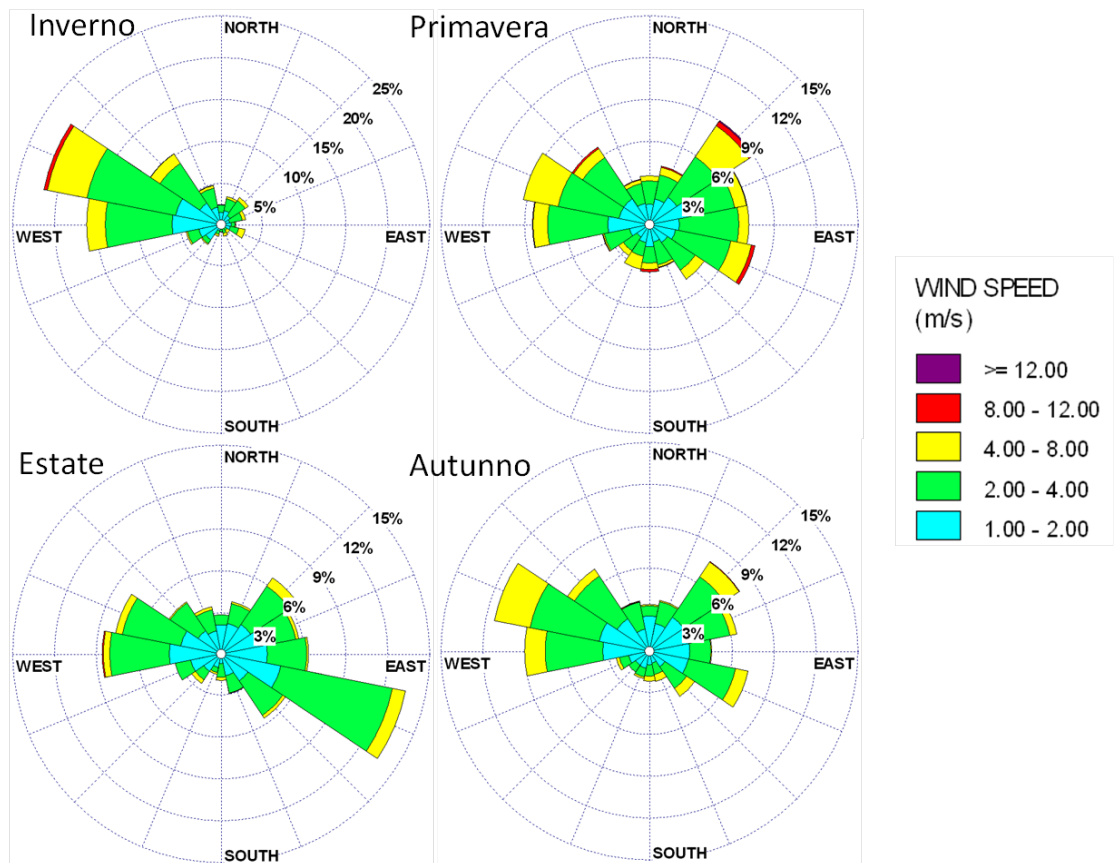 Inverno
NORTH
25%
20%
15%
10%
5%
WEST
EAST
SOUTH
Primavera
NORTH
15%
12%
9%
6%
3%
WEST
EAST
SOUTH
Estate
NORTH
15%
12%
9%
6%
3%
WEST
EAST
SOUTH
Autunno
NORTH
15%
12%
9%
6%
3%
WEST
EAST
SOUTH
WIND SPEED
(m/s)
>= 12.00
8.00 - 12.00
4.00 - 8.00
2.00 - 4.00
1.00 - 2.00